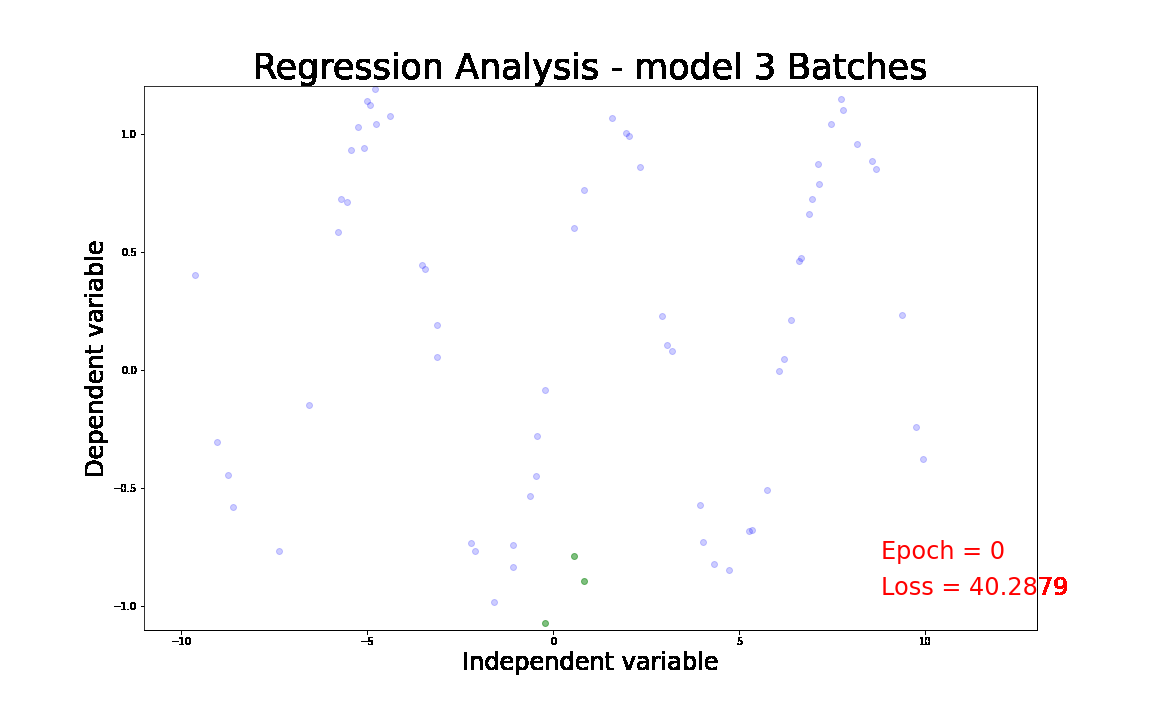 Regression Analysis - model 3 Batches
1.0
0.5
0.0
−0.5
−1.0
Dependent variable
Epoch = 0
Loss = 40.2879
−10
−5
0
5
10
Independent variable